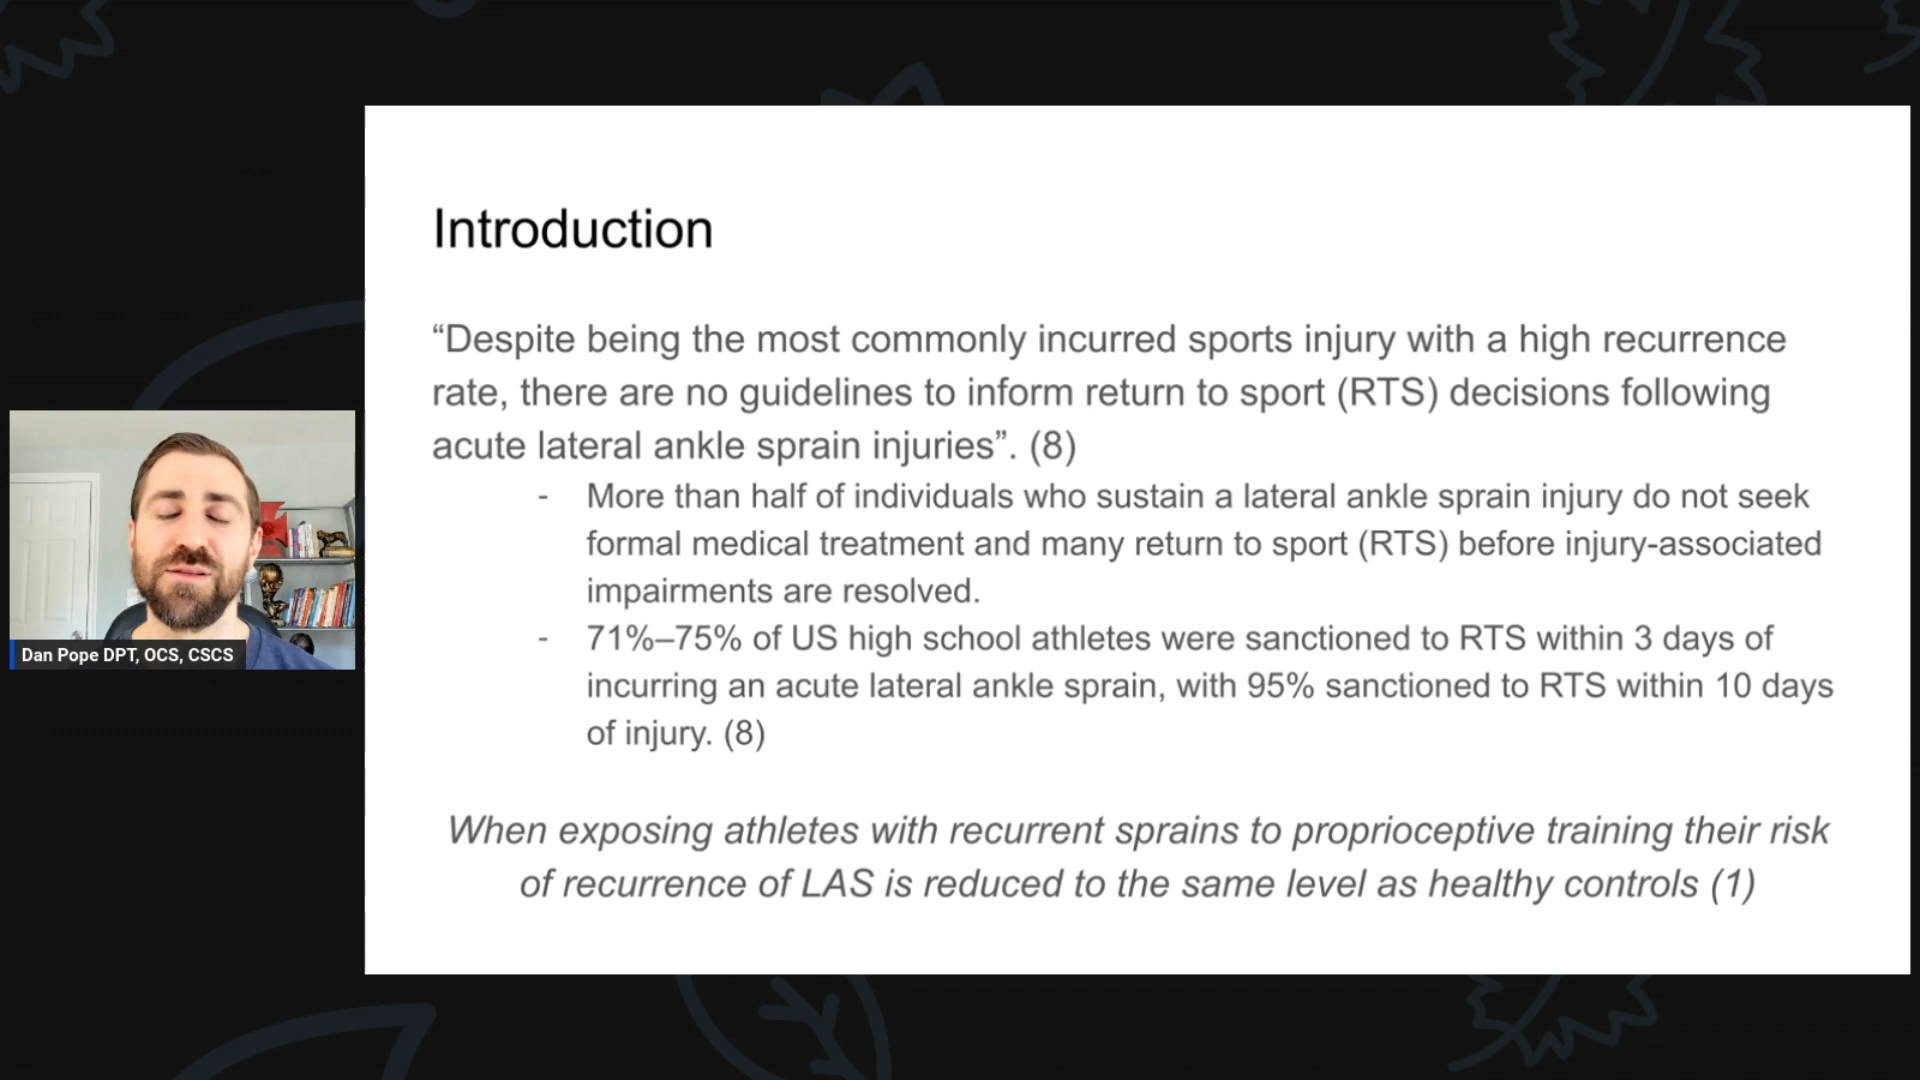 Introduction
“Despite being the most commonly incurred sports injury with a high recurrence
rate, there are no guidelines to inform return to sport (RTS) decisions following
acute lateral ankle sprain injuries”. (8)
- More than half of individuals who sustain a lateral ankle sprain injury do not seek
formal medical treatment and many return to sport (RTS) before injury-associated
impairments are resolved.
- 71%–75% of US high school athletes were sanctioned to RTS within 3 days of
incurring an acute lateral ankle sprain, with 95% sanctioned to RTS within 10 days
of injury. (8)
When exposing athletes with recurrent sprains to proprioceptive training their risk
of recurrence of LAS is reduced to the same level as healthy controls (1)
Dan Pope DPT, OCS, CSCS